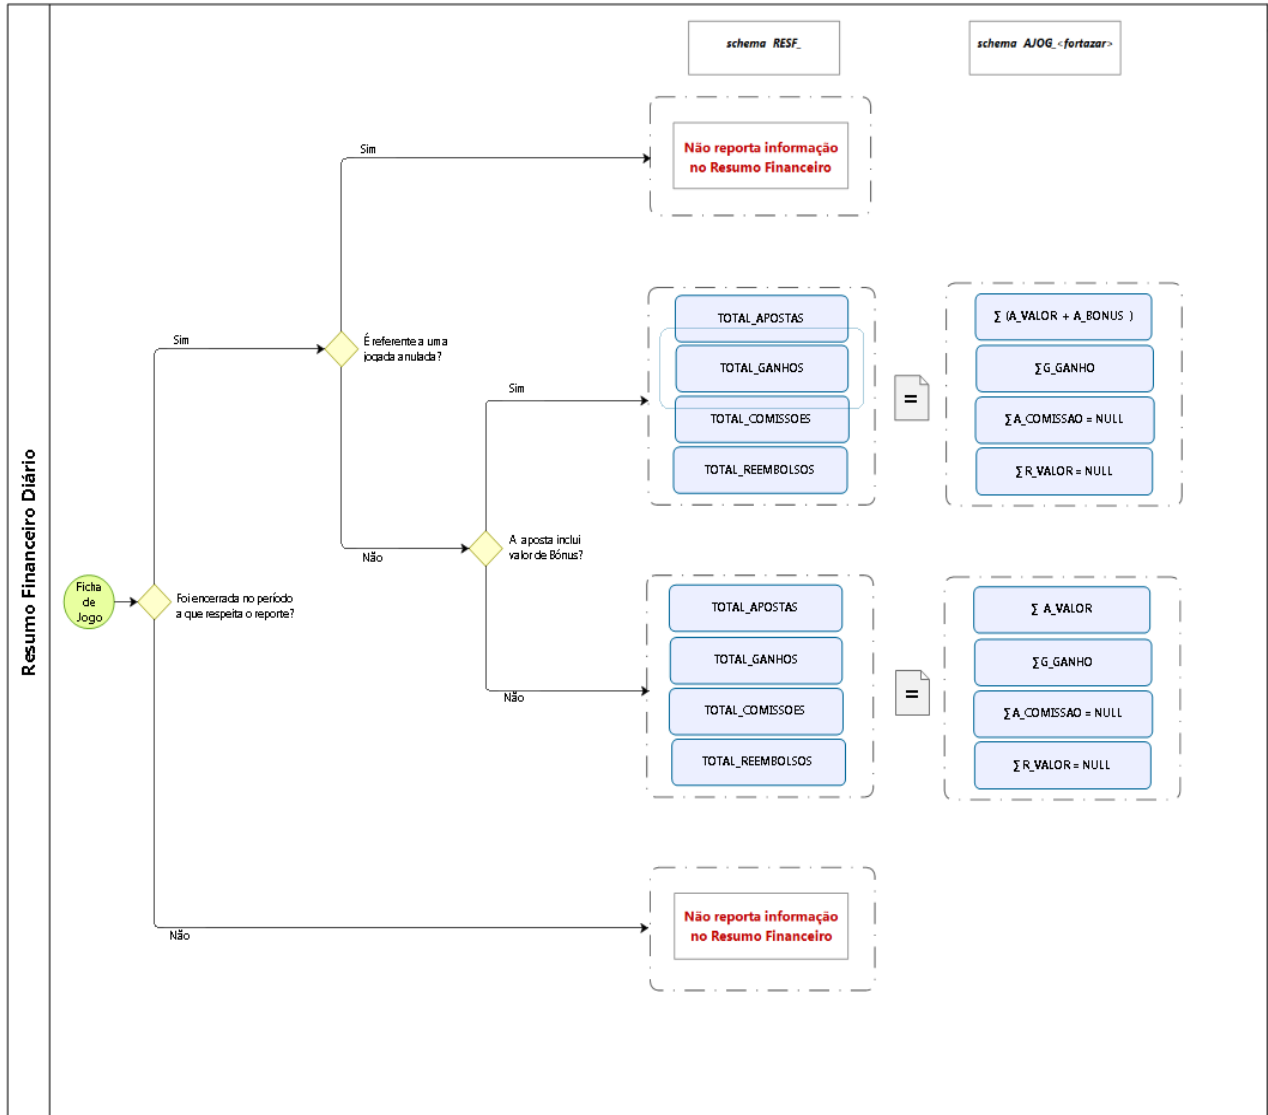 Resumo Financeiro Diário
schema RESF_
schema AJOG_<fortazar>
Não reporta informação
no Resumo Financeiro
Sim
Sim
É referente a uma
jogada anulada?
Sim
TOTAL_APOSTAS
TOTAL_GANHOS
TOTAL_COMISSOES
TOTAL_REEMBOLSOS
=
∑ (A_VALOR + A_BONUS )
∑G_GANHO
∑A_COMISSAO = NULL
∑R_VALOR = NULL
Não
A aposta inclui
valor de Bónus?
Ficha
de
Jogo
Foi encerrada no período
a que respeita o reporte?
Não
TOTAL_APOSTAS
TOTAL_GANHOS
TOTAL_COMISSOES
TOTAL_REEMBOLSOS
=
∑ A_VALOR
∑G_GANHO
∑A_COMISSAO = NULL
∑R_VALOR = NULL
Não
Não reporta informação
no Resumo Financeiro